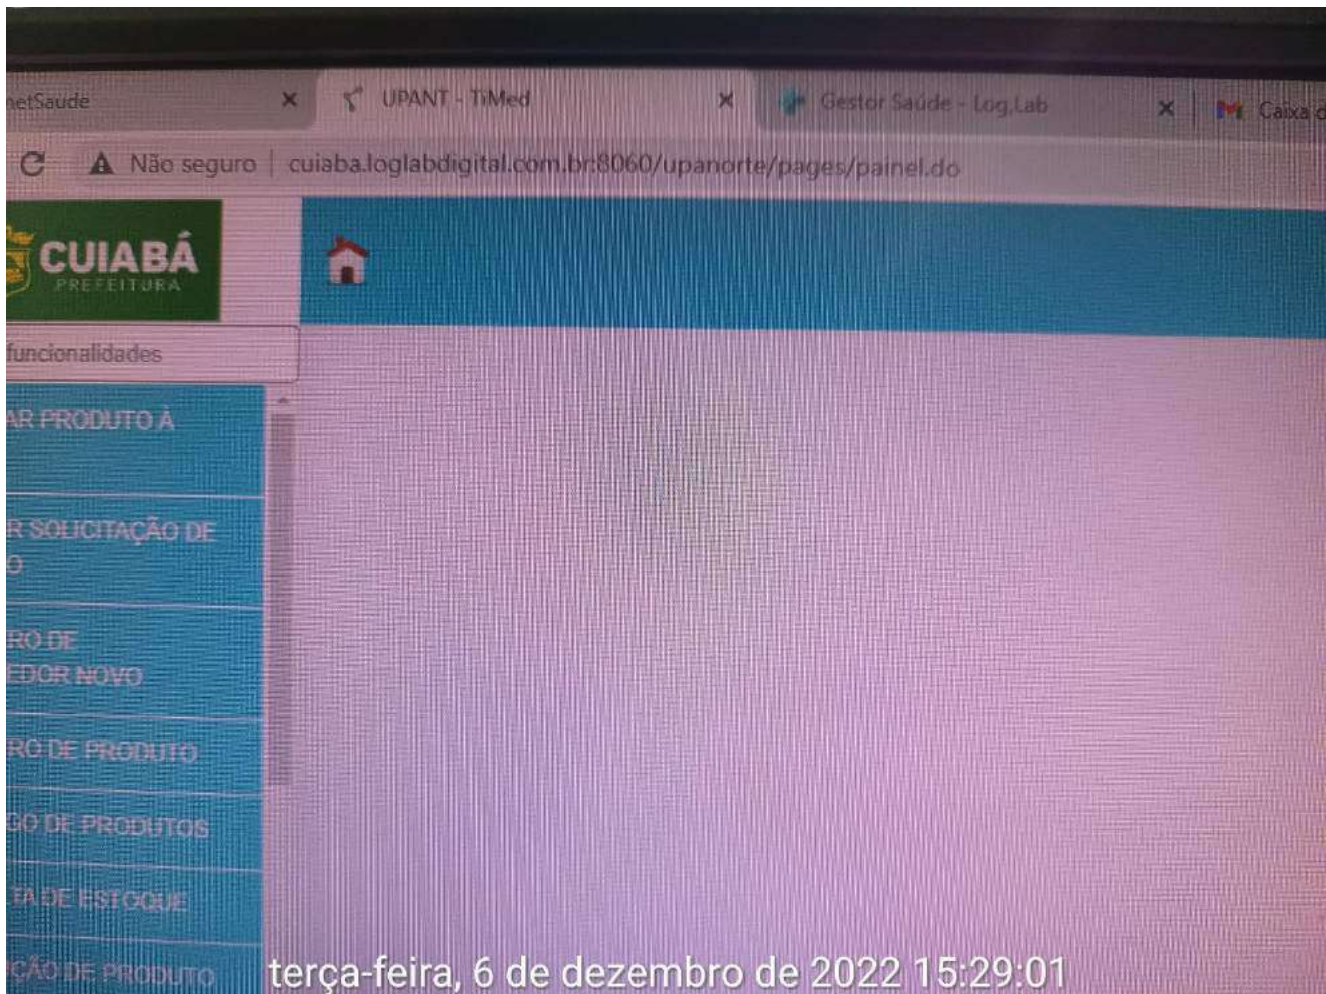 netSaude
UPANT - TiMed
Gestor Saúde - Log.Lab
Caixa d
Não seguro | cuiaba.loglabdigital.com.br:8060/upanorte/pages/painel.do
CUIABÁ
PREFEITURA
funcionalidades
AR PRODUTO À
R SOLICITAÇÃO DE
O
RO DE
EDOR NOVO
RO DE PRODUTO
GO DE PRODUTOS
TA DE ESTOQUE
IÇÃO DE PRODUTO
terça-feira, 6 de dezembro de 2022 15:29:01